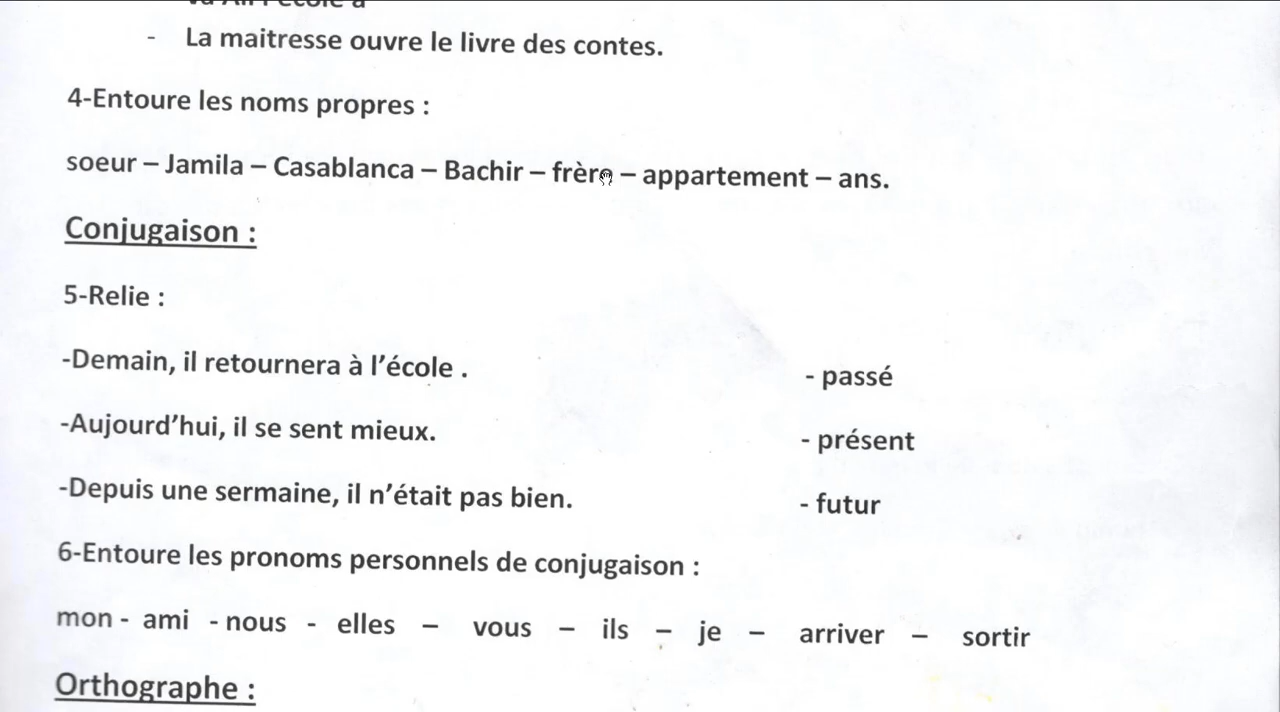 va Ali l'école à
- La maitresse ouvre le livre des contes.
4-Entoure les noms propres :
soeur – Jamila – Casablanca – Bachir – frère – appartement – ans.
Conjugaison :
5-Relie :
-Demain, il retournera à l'école . - passé
-Aujourd'hui, il se sent mieux. - présent
-Depuis une sermaine, il n'était pas bien. - futur
6-Entoure les pronoms personnels de conjugaison :
mon - ami - nous - elles – vous – ils – je – arriver – sortir
Orthographe :